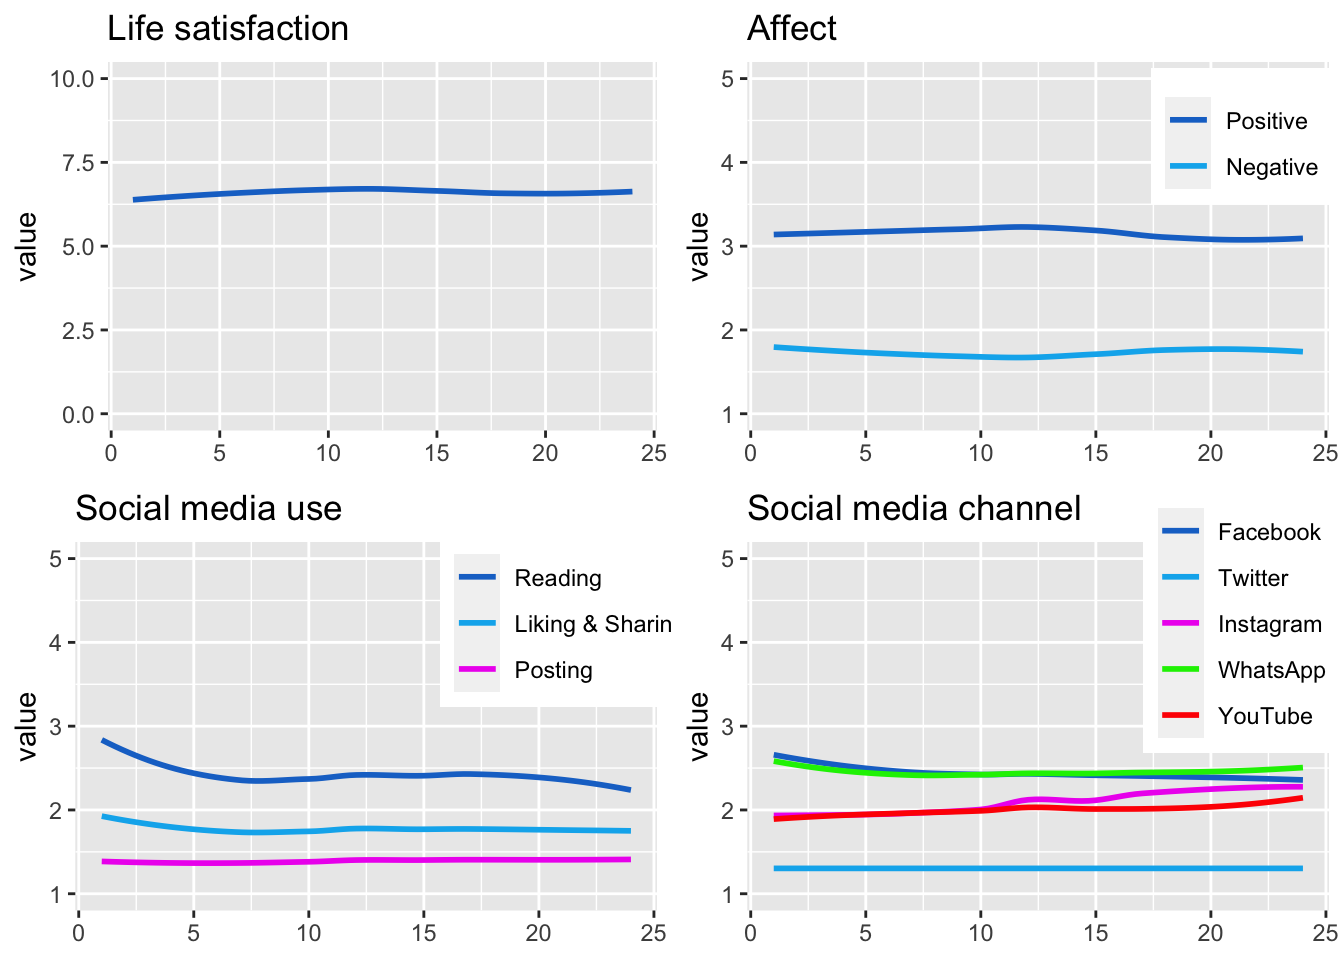 Life satisfaction
value
10.0
7.5
5.0
2.5
0.0
0 5 10 15 20 25
Affect
value
5
4
3
2
1
0 5 10 15 20 25
Positive
Negative
Social media use
value
5
4
3
2
1
0 5 10 15 20 25
Reading
Liking & Sharin
Posting
Social media channel
value
5
4
3
2
1
0 5 10 15 20 25
Facebook
Twitter
Instagram
WhatsApp
YouTube